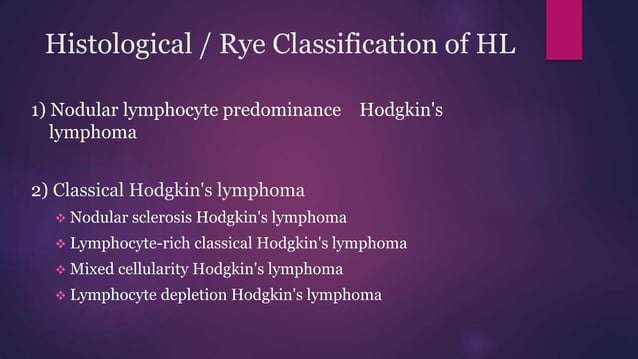 Histological / Rye Classification of HL
1) Nodular lymphocyte predominance Hodgkin's
lymphoma
2) Classical Hodgkin's lymphoma
❖ Nodular sclerosis Hodgkin's lymphoma
❖ Lymphocyte-rich classical Hodgkin's lymphoma
❖ Mixed cellularity Hodgkin's lymphoma
❖ Lymphocyte depletion Hodgkin's lymphoma